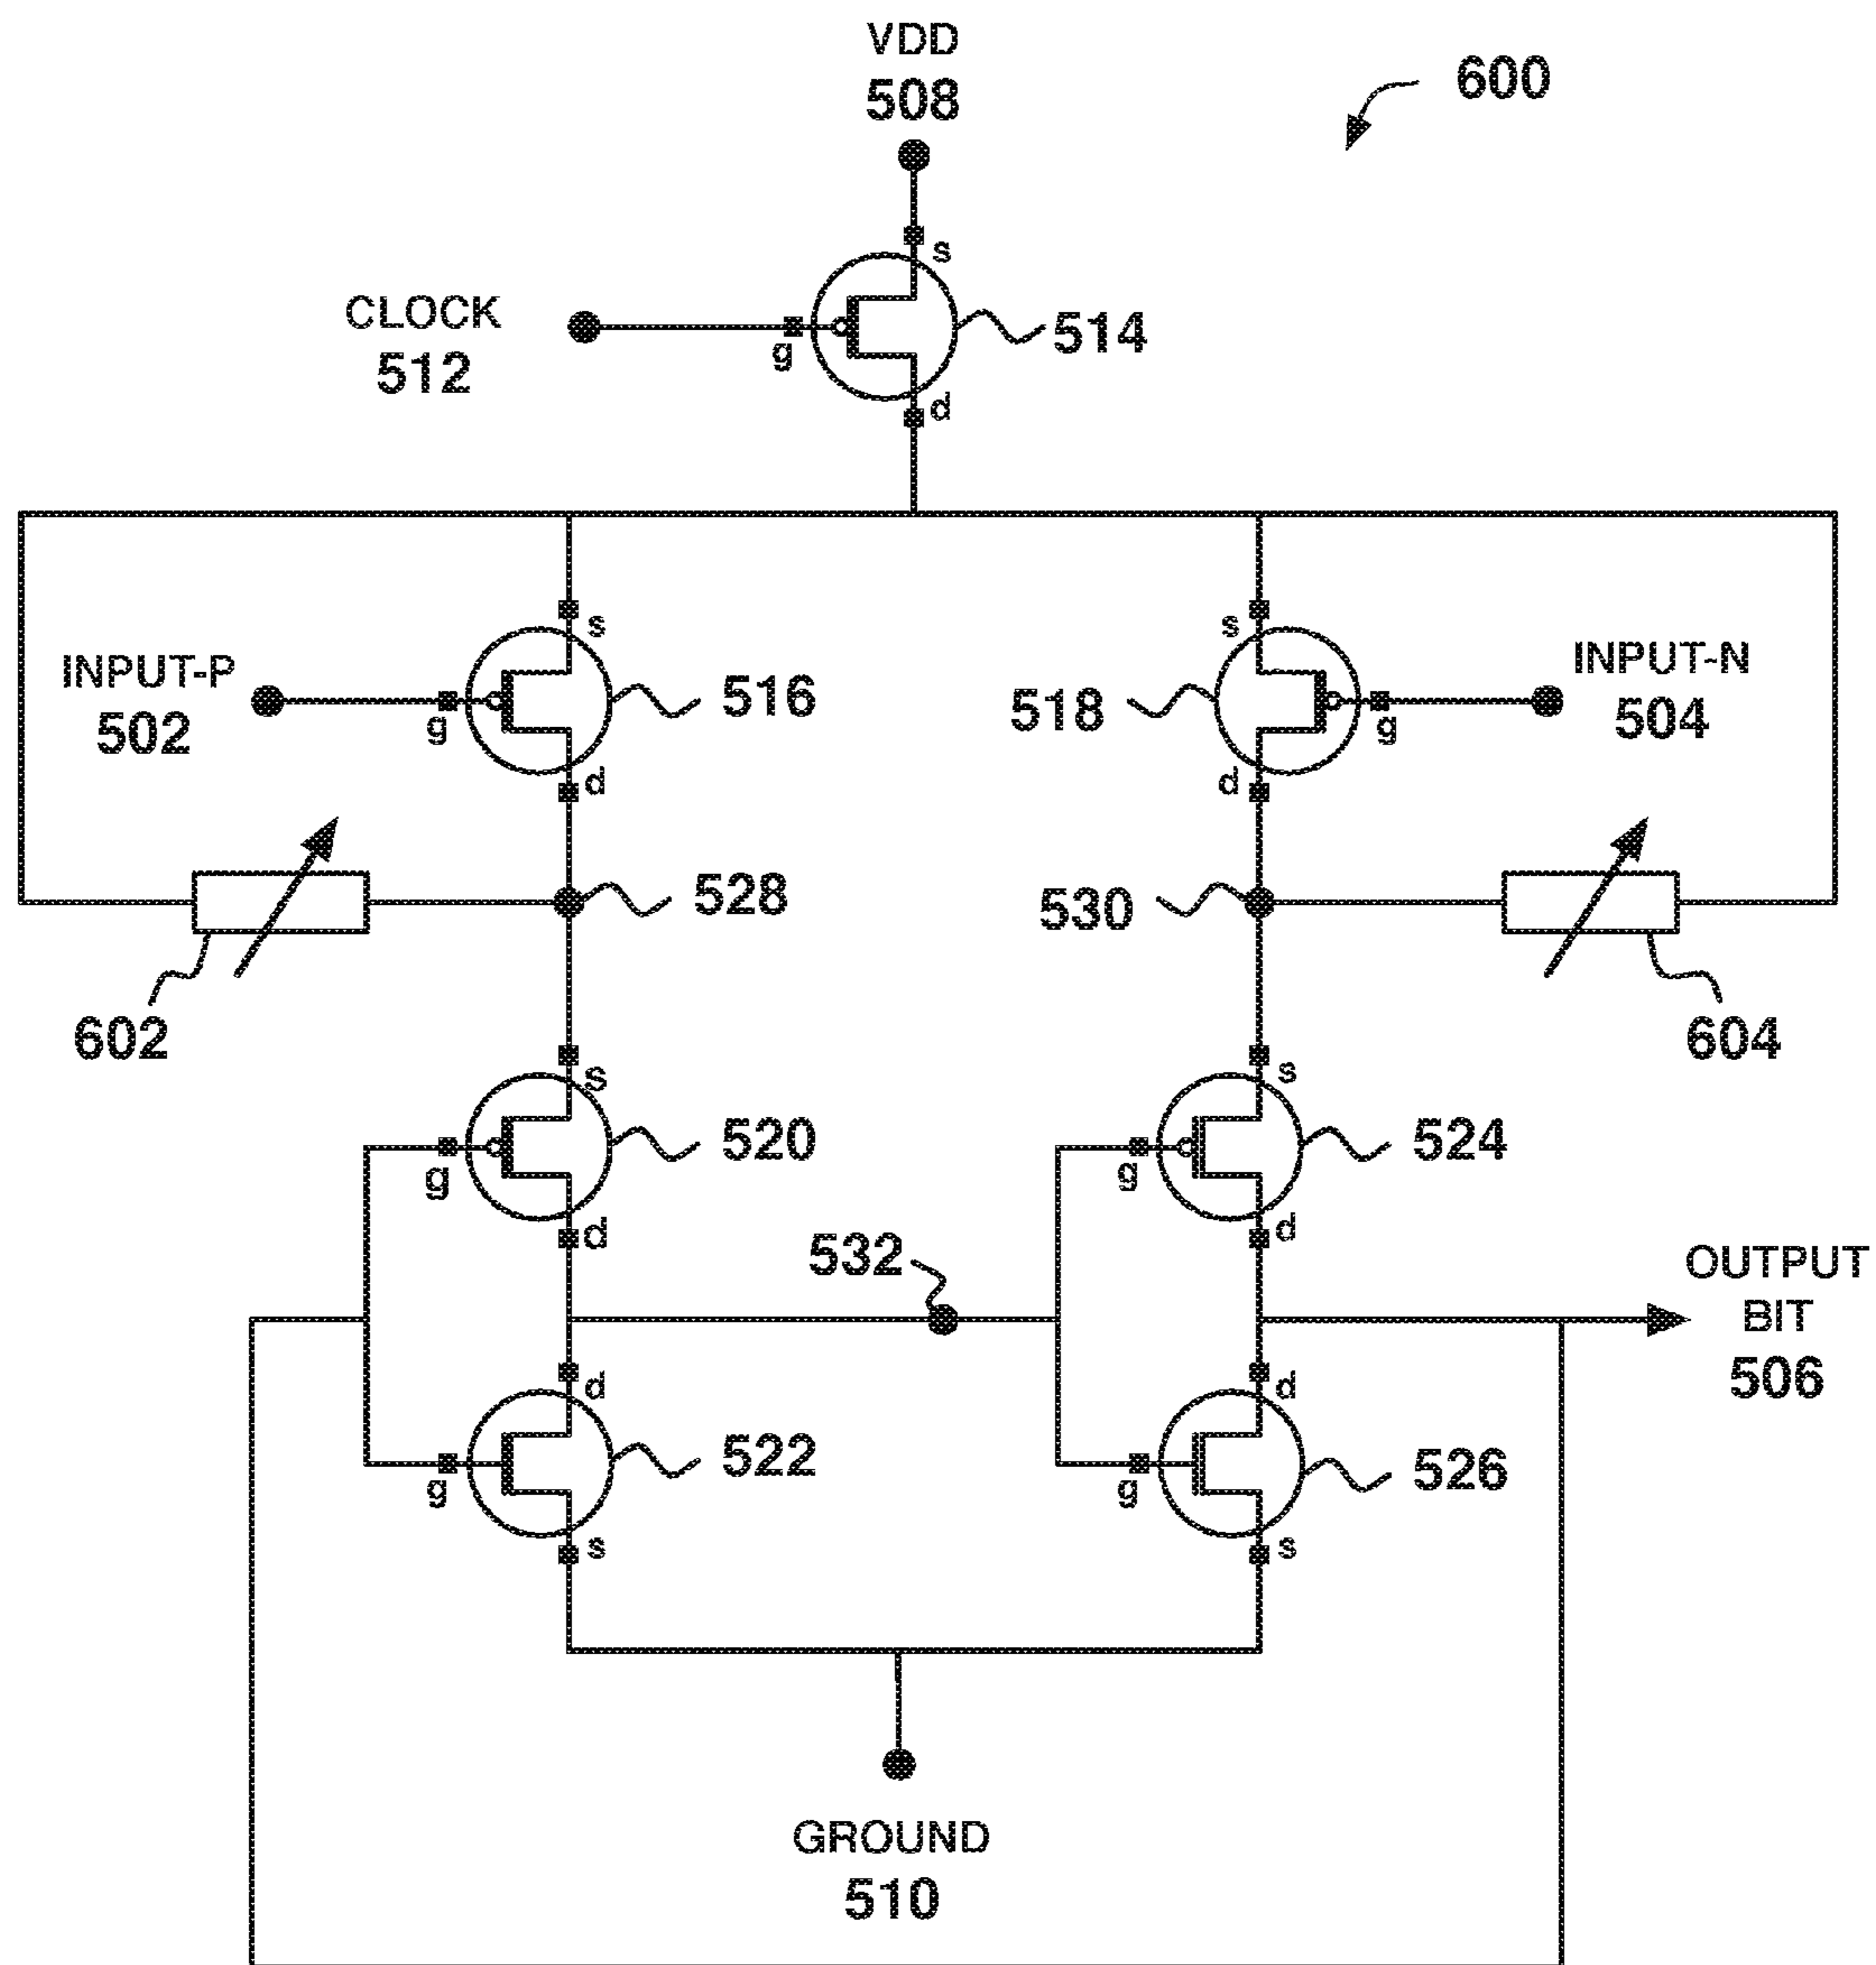 VDD
508
600
s
CLOCK
512
g
514
d
s
s
INPUT-P
502
g
516
518
g
INPUT-N
504
d
d
528
530
602
604
s
s
520
524
g
g
d
d
532
OUTPUT
BIT
506
d
d
522
526
g
g
s
s
GROUND
510